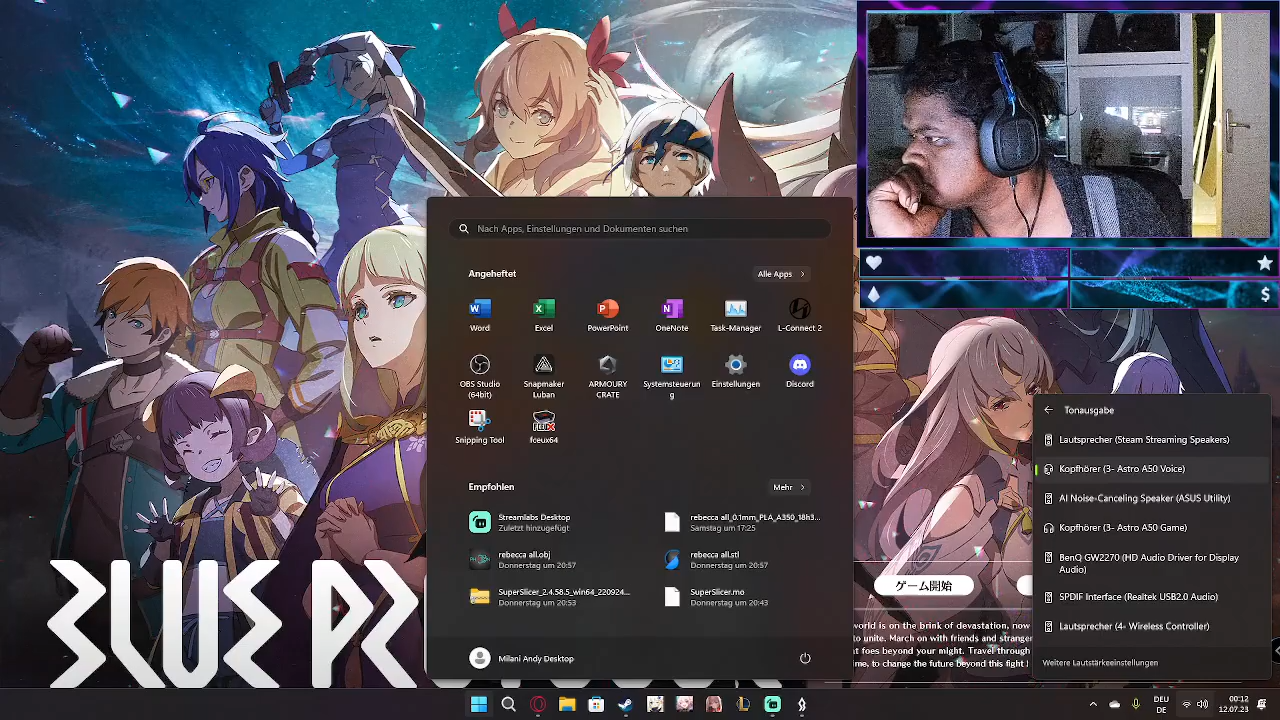 Nach Apps, Einstellungen und Dokumenten suchen
Angeheftet
Alle Apps
Word
Excel
PowerPoint
OneNote
Task-Manager
L-Connect 2
OBS Studio
(64bit)
Snapmaker
Luban
ARMOURY
CRATE
Systemsteuerun
g
Einstellungen
Discord
Snipping Tool
fceux64
Empfohlen
Mehr
Streamlabs Desktop
Zuletzt hinzugefügt
rebecca all_0.1mm_PLA_A350_18h3...
Samstag um 17:25
rebecca all.obj
Donnerstag um 20:57
rebecca all.stl
Donnerstag um 20:57
SuperSlicer_2.4.58.5_win64_220924...
Donnerstag um 20:53
SuperSlicer.mo
Donnerstag um 20:43
Milani Andy Desktop
BLUE PR
$
Tonausgabe
Lautsprecher (Steam Streaming Speakers)
Kopfhörer (3- Astro A50 Voice)
AI Noise-Canceling Speaker (ASUS Utility)
Kopfhörer (3- Astro A50 Game)
BenQ GW2270 (HD Audio Driver for Display
Audio)
SPDIF Interface (Realtek USB2.0 Audio)
Lautsprecher (4- Wireless Controller)
Weitere Lautstärkeeinstellungen
ゲーム開始
world is on the brink of devastation, now
to unite. March on with friends and stranger
at foes beyond your might. Travel through
ime, to change the future beyond this fight !
DEU
DE
00:12
12.07.23